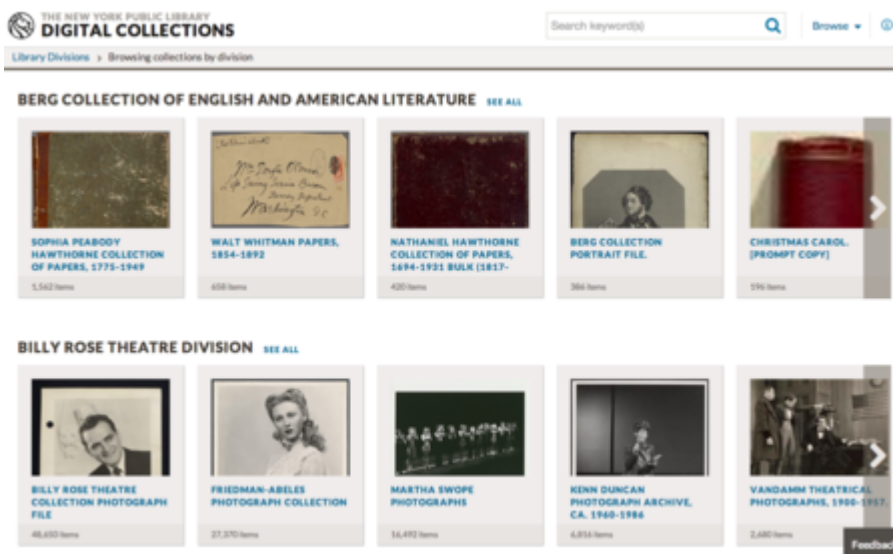 THE NEW YORK PUBLIC LIBRARY
DIGITAL COLLECTIONS
Search keyword(s)
Browse
Library Divisions > Browsing collections by division
BERG COLLECTION OF ENGLISH AND AMERICAN LITERATURE SEE ALL
SOPHIA PEABODY
HAWTHORNE COLLECTION
OF PAPERS, 1775-1949
1,562 items
WALT WHITMAN PAPERS,
1854-1892
658 items
NATHANIEL HAWTHORNE
COLLECTION OF PAPERS,
1694-1931 BULK (1817-
420 items
BERG COLLECTION
PORTRAIT FILE.
386 items
CHRISTMAS CAROL.
[PROMPT COPY]
196 items
BILLY ROSE THEATRE DIVISION SEE ALL
BILLY ROSE THEATRE
COLLECTION PHOTOGRAPH
FILE
48,650 items
FRIEDMAN-ABELES
PHOTOGRAPH COLLECTION
27,370 items
MARTHA SWOPE
PHOTOGRAPHS
16,492 items
KENN DUNCAN
PHOTOGRAPH ARCHIVE,
CA. 1960-1986
6,816 items
VANDAMM THEATRICAL
PHOTOGRAPHS, 1900-1957.
2,680 items
Feedbac